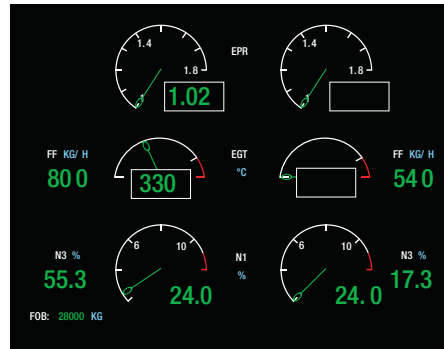 1.4 EPR 1.4
1.8 1.8
1 1.02 1
FF KG/ H EGT FF KG/ H
80 0 330 °C 54 0
N3 % 6 10 N1 6 10 N3 %
55.3 24.0 % 24. 0 17.3
FOB: 28000 KG